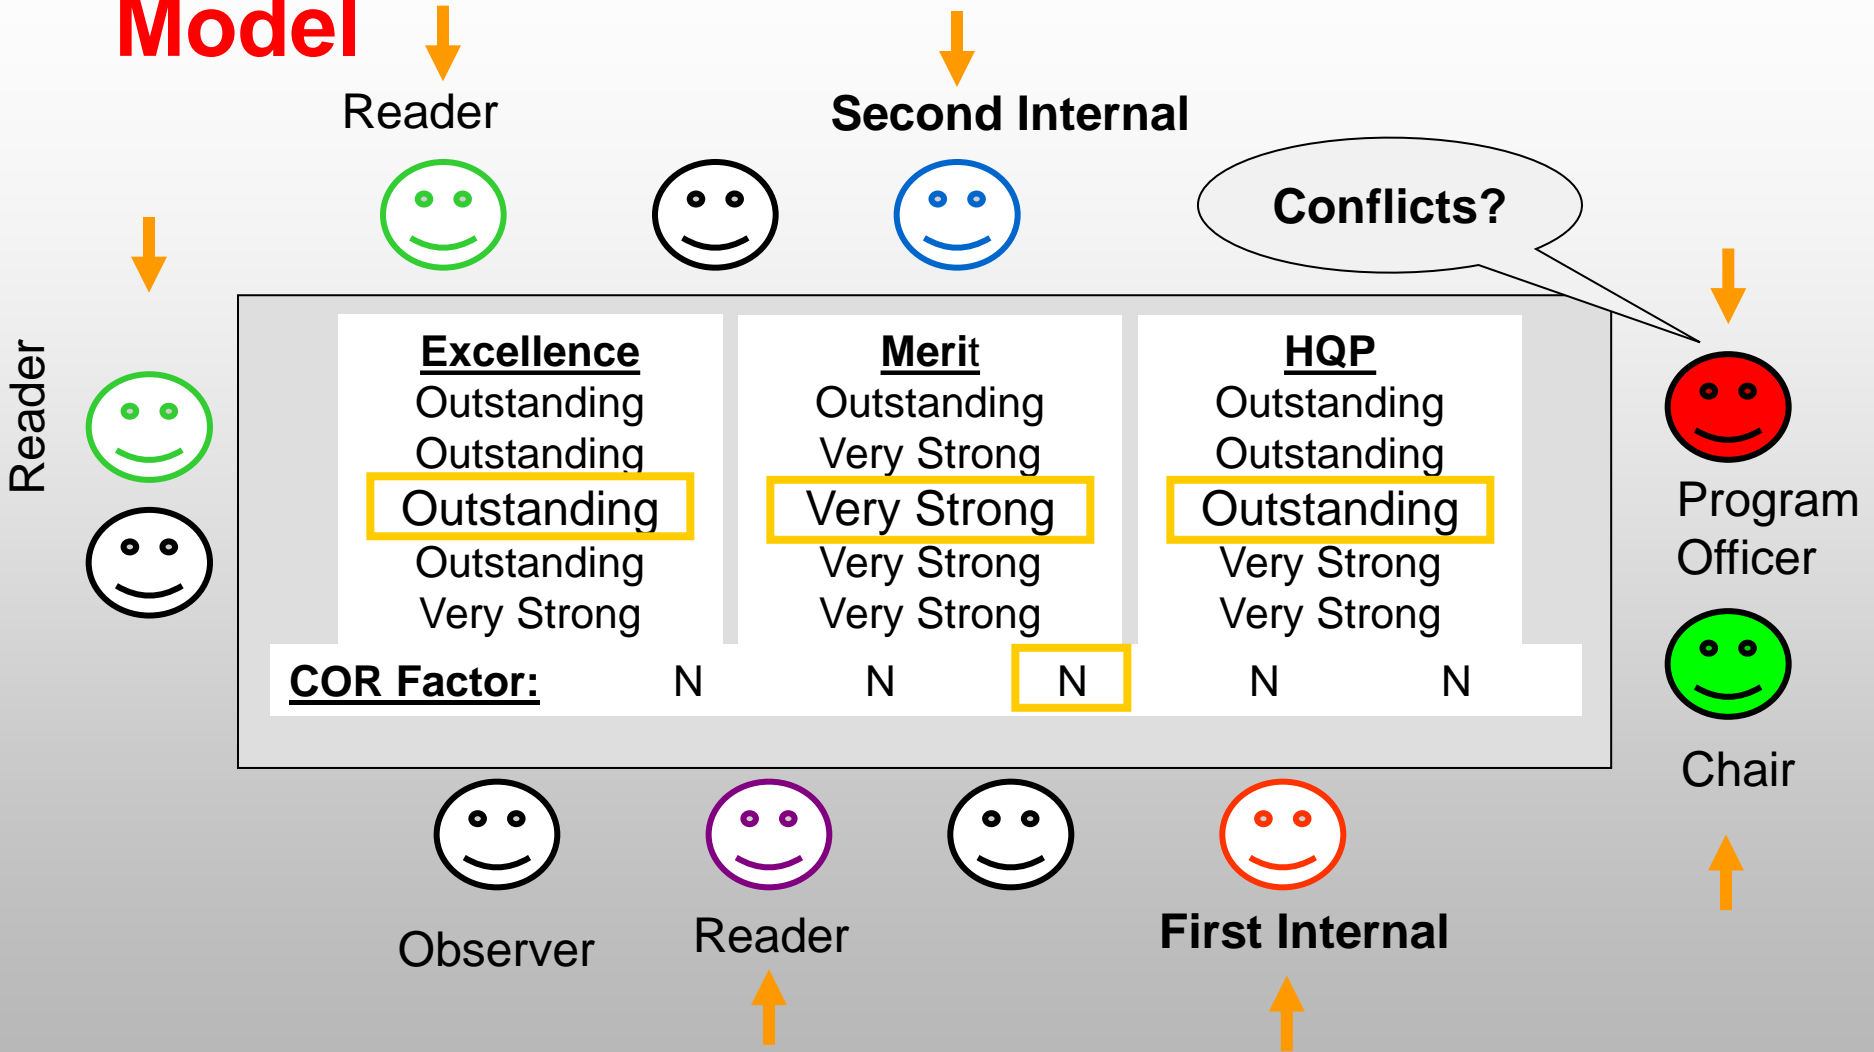 Model
Reader
Second Internal
Conflicts?
Reader
Excellence
Outstanding
Outstanding
Outstanding
Outstanding
Very Strong
Merit
Outstanding
Very Strong
Very Strong
Very Strong
Very Strong
HQP
Outstanding
Outstanding
Outstanding
Very Strong
Very Strong
COR Factor: N N N N N
Program
Officer
Chair
Observer
Reader
First Internal